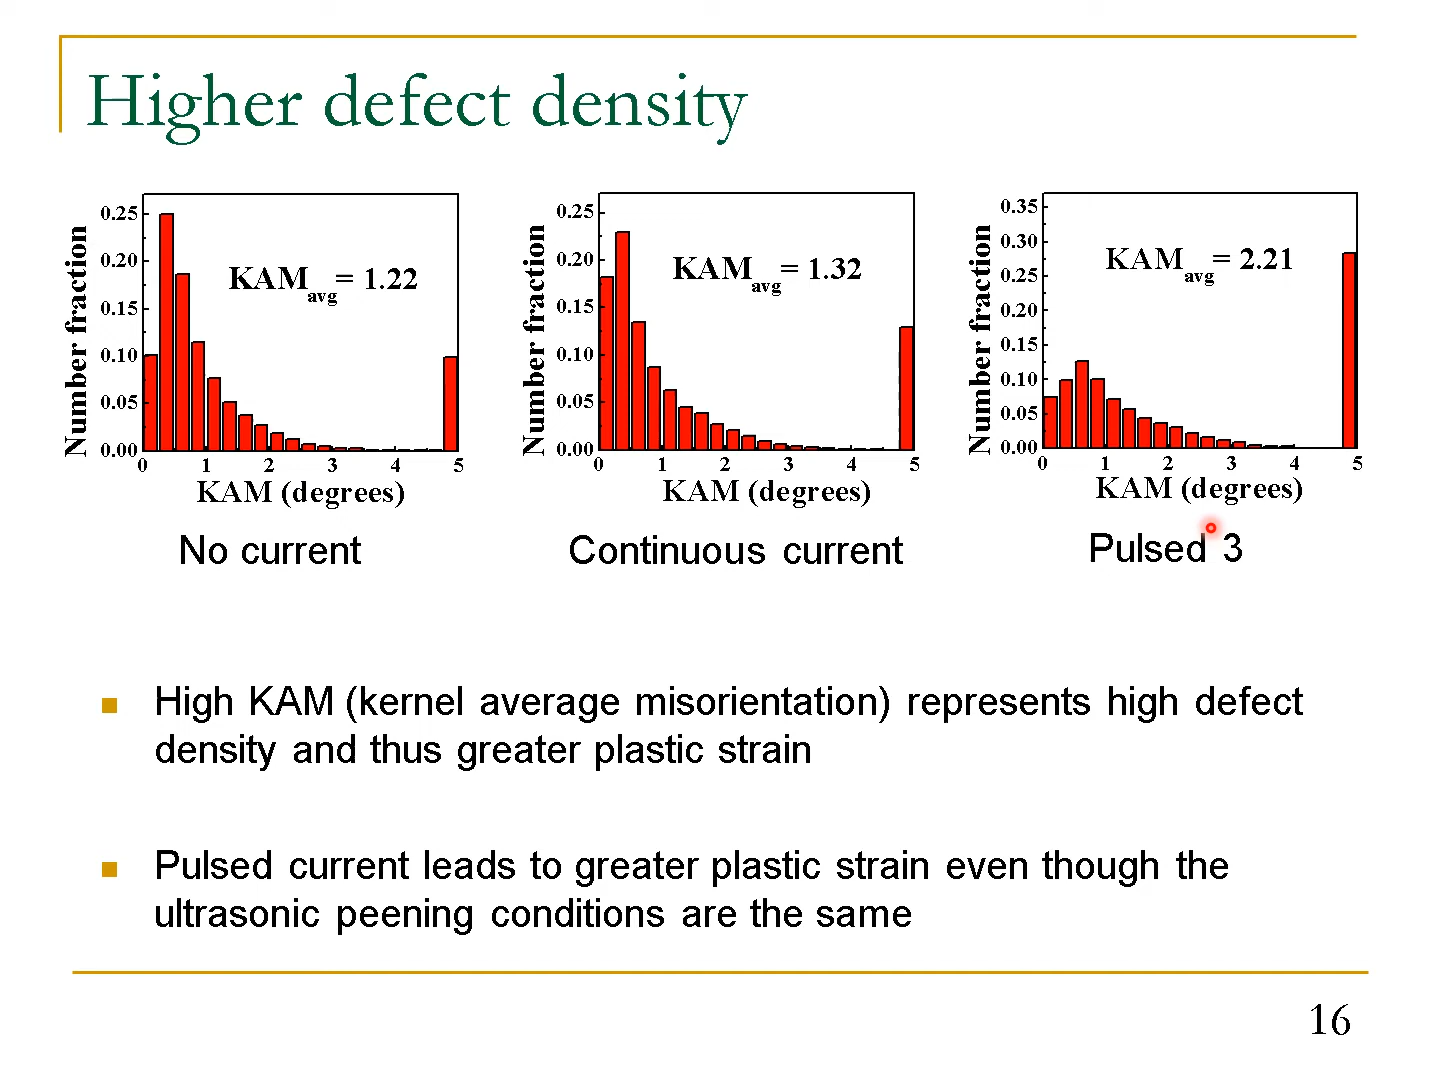 Higher defect density
Number fraction
0.25
0.20
0.15
0.10
0.05
0.00
KAMavg= 1.22
0 1 2 3 4 5
KAM (degrees)
No current
Number fraction
0.25
0.20
0.15
0.10
0.05
0.00
KAMavg= 1.32
0 1 2 3 4 5
KAM (degrees)
Continuous current
Number fraction
0.35
0.30
0.25
0.20
0.15
0.10
0.05
0.00
KAMavg= 2.21
0 1 2 3 4 5
KAM (degrees)
Pulsed 3
High KAM (kernel average misorientation) represents high defect
density and thus greater plastic strain
Pulsed current leads to greater plastic strain even though the
ultrasonic peening conditions are the same
16